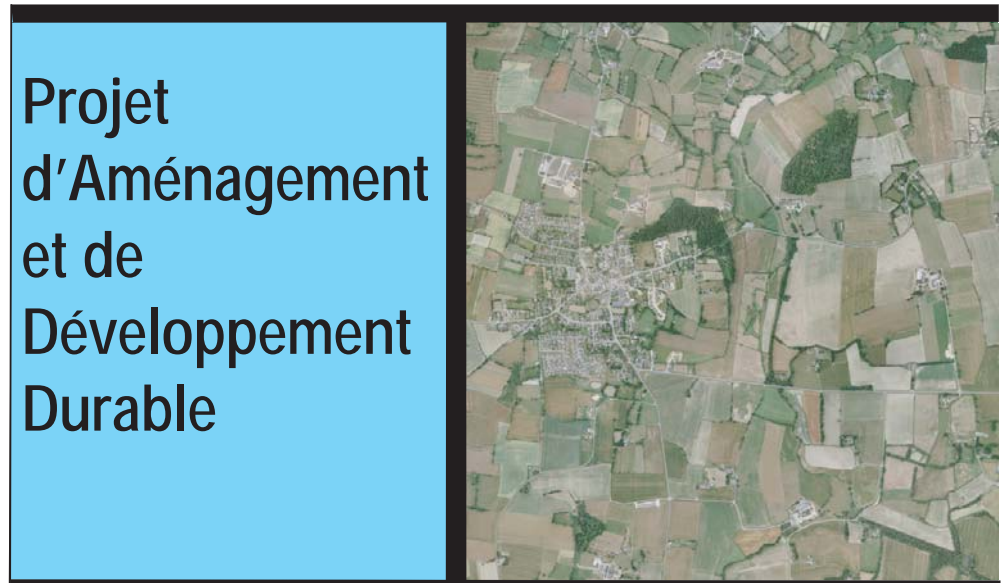 Projet
d'Aménagement
et de
Développement
Durable